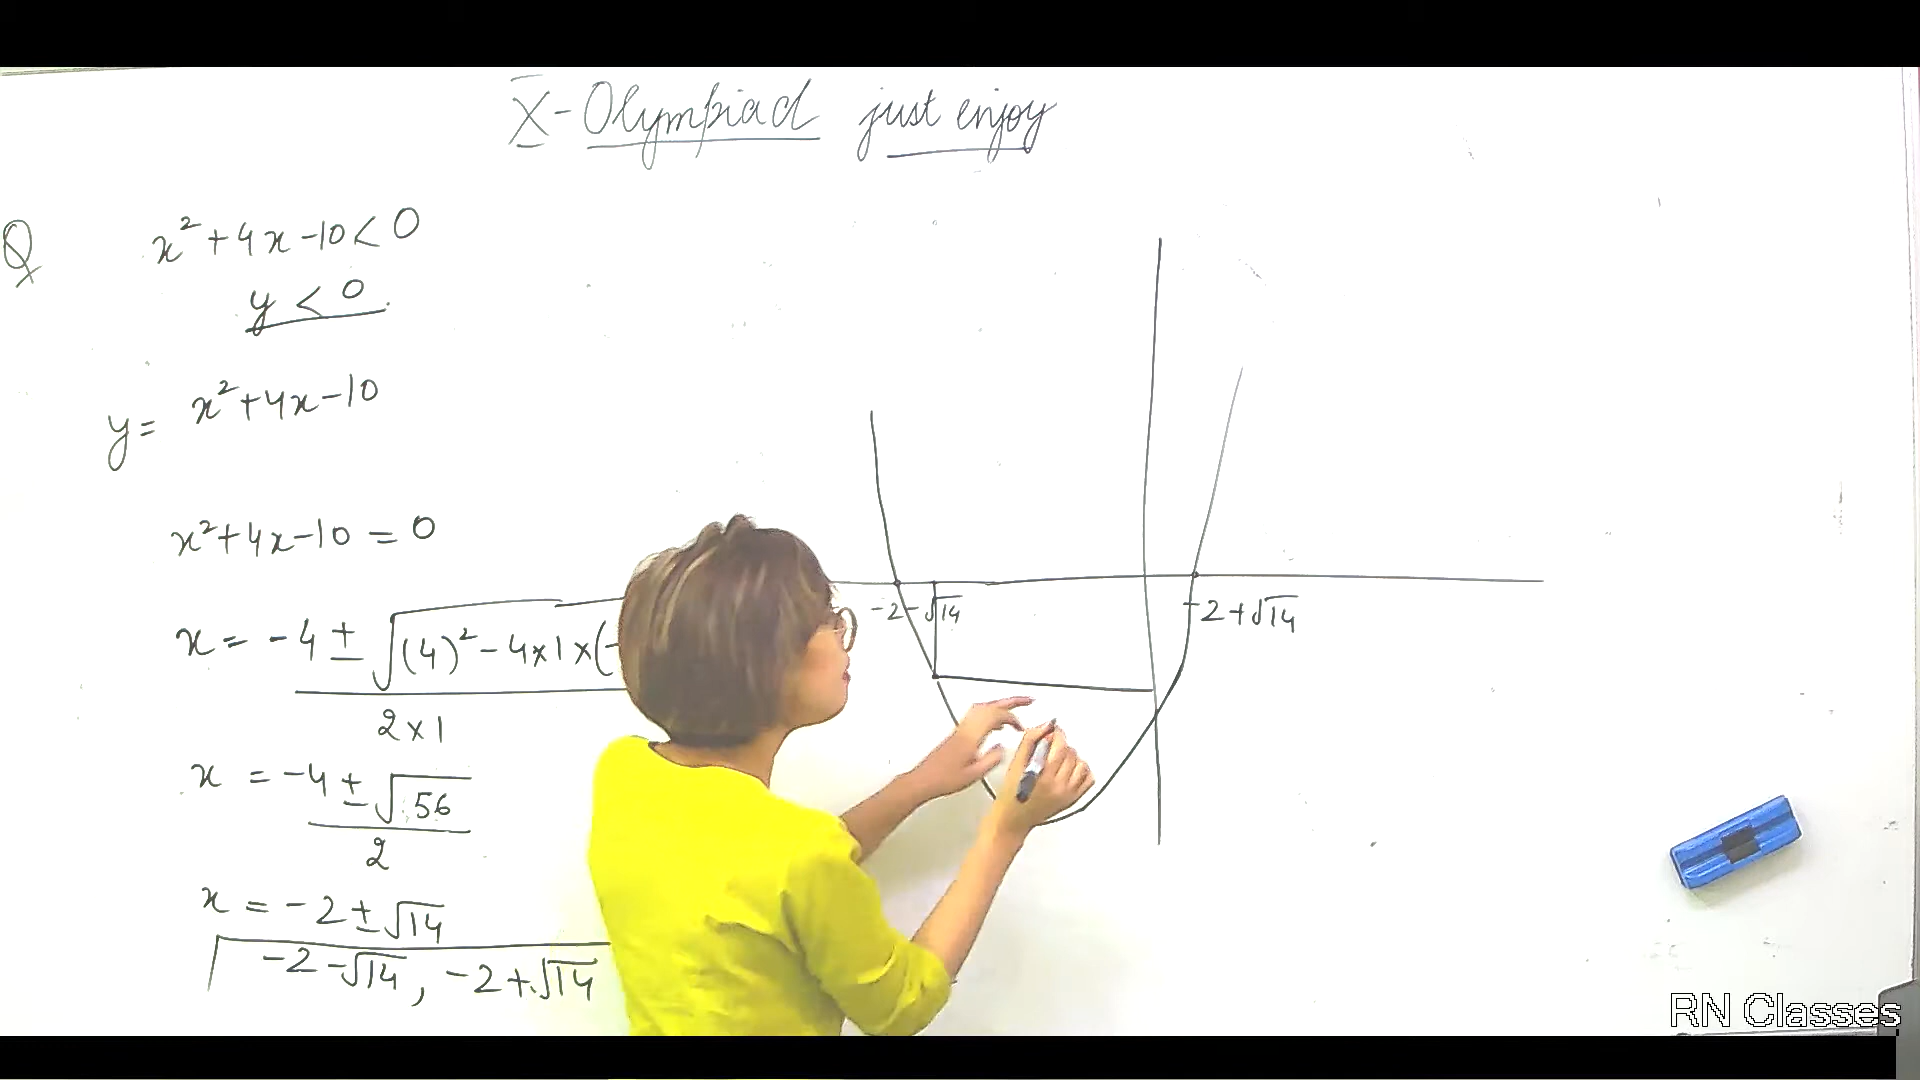 X-Olympiad just enjoy
Q x²+4x-10<0
y<0
y= x²+4x-10
x²+4x-10=0
x= -4±√(4)²-4×1×(-
2×1
x = -4±√56
2
x = -2±√14
-2-√14, -2+√14
-2-√14
-2+√14
RN Classes